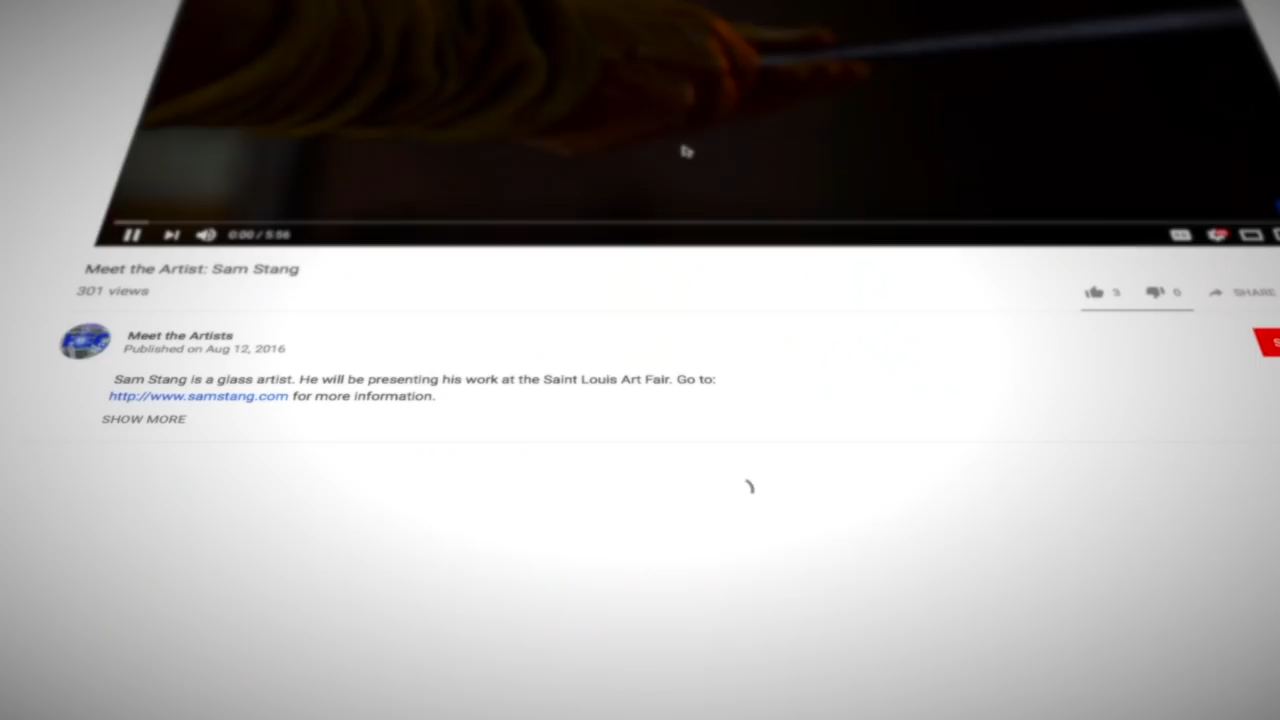 0:00 / 5:56
Meet the Artist: Sam Stang
301 views
3 0 SHARE
Meet the Artists
Published on Aug 12, 2016
Sam Stang is a glass artist. He will be presenting his work at the Saint Louis Art Fair. Go to:
http://www.samstang.com for more information.
SHOW MORE